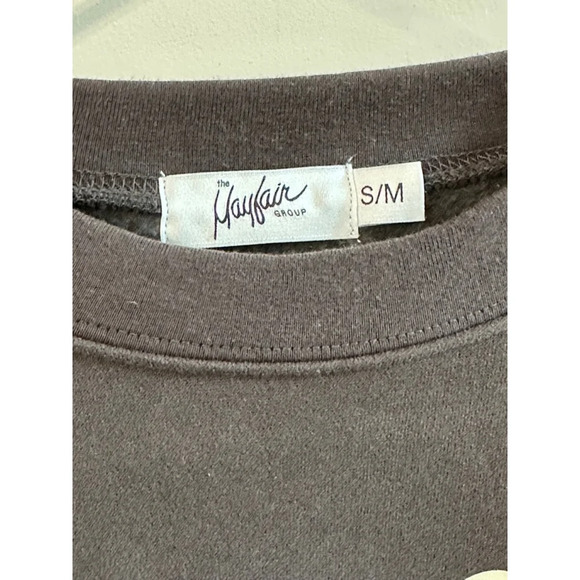 the
Mayfair
GROUP
S/M